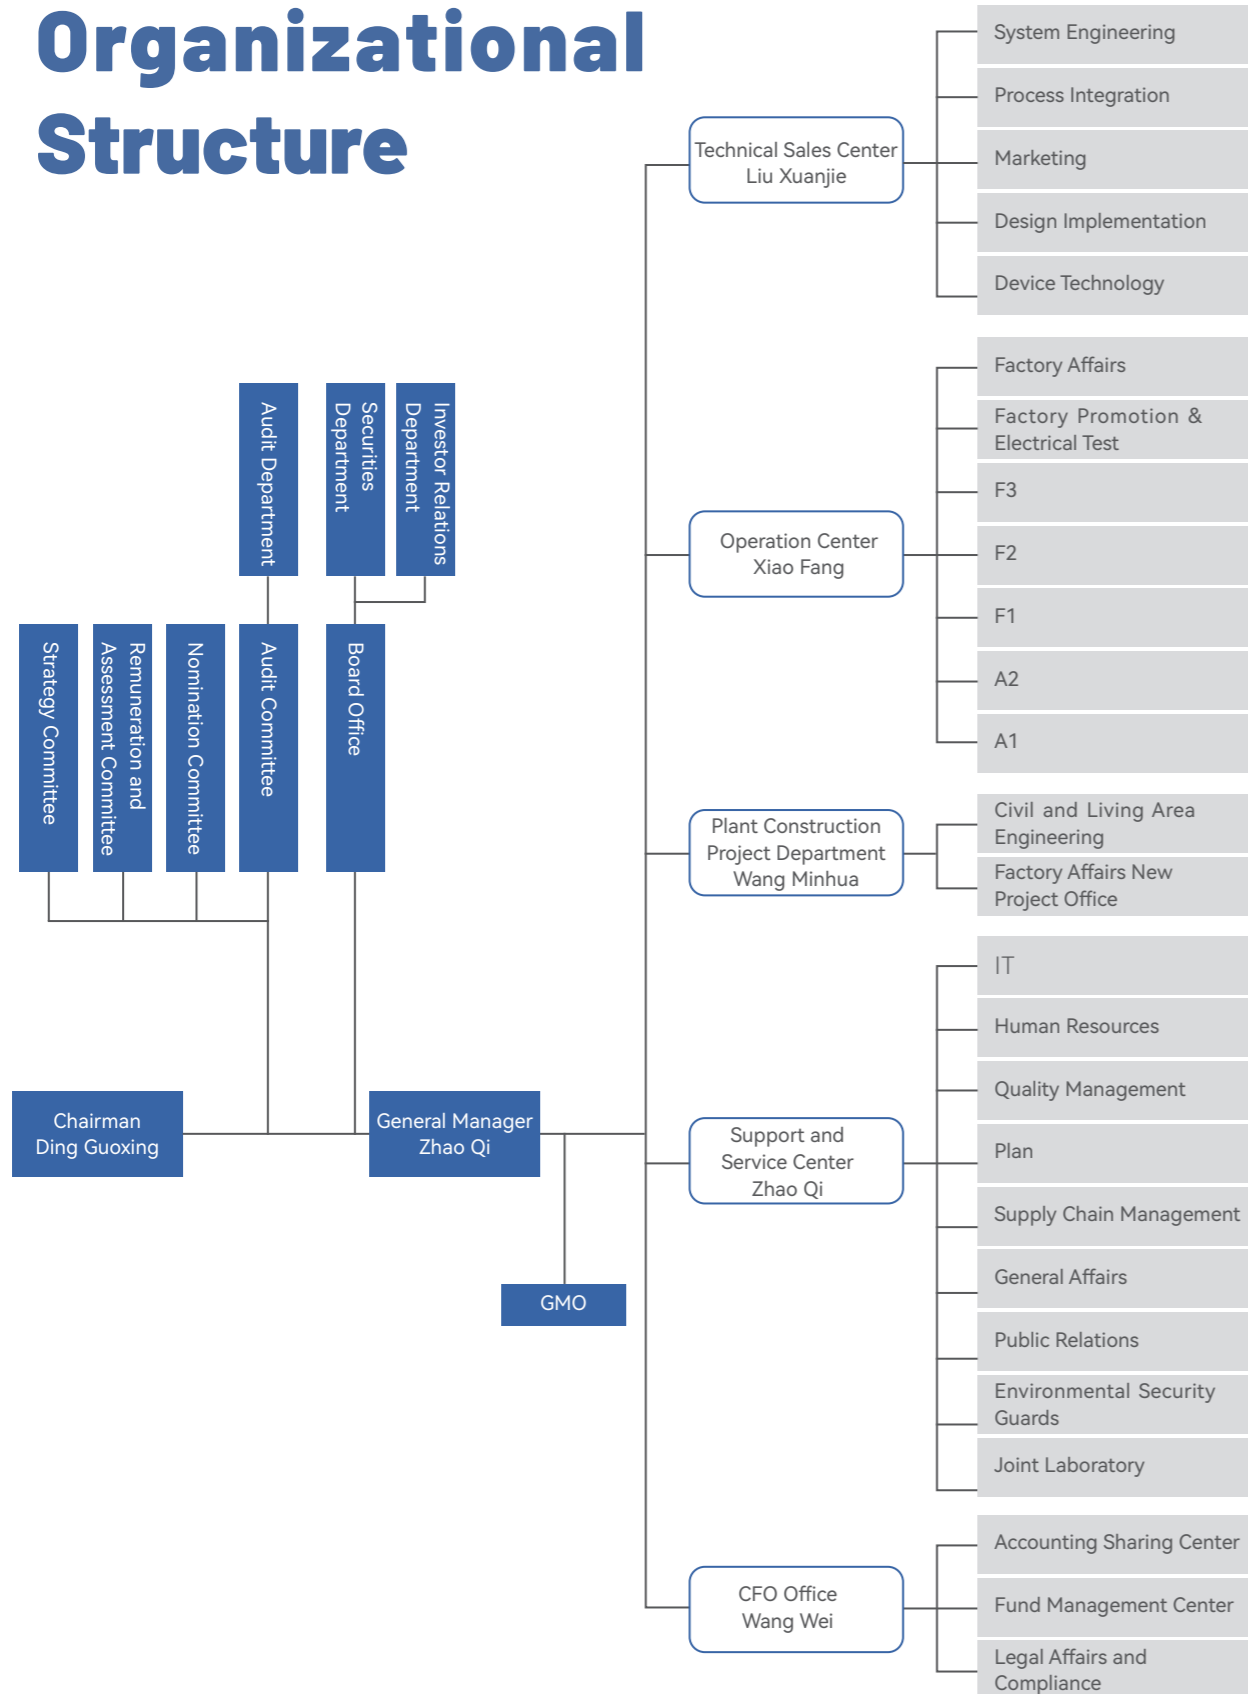 Organizational
Structure
System Engineering
Process Integration
Technical Sales Center
Liu Xuanjie
Marketing
Design Implementation
Device Technology
Factory Affairs
Factory Promotion &
Electrical Test
F3
Operation Center
Xiao Fang
F2
F1
A2
A1
Audit Department
Securities
Department
Investor Relations
Department
Strategy Committee
Remuneration and
Assessment Committee
Nomination Committee
Audit Committee
Board Office
Plant Construction
Project Department
Wang Minhua
Civil and Living Area
Engineering
Factory Affairs New
Project Office
Chairman
Ding Guoxing
General Manager
Zhao Qi
GMO
Support and
Service Center
Zhao Qi
IT
Human Resources
Quality Management
Plan
Supply Chain Management
General Affairs
Public Relations
Environmental Security
Guards
Joint Laboratory
CFO Office
Wang Wei
Accounting Sharing Center
Fund Management Center
Legal Affairs and
Compliance